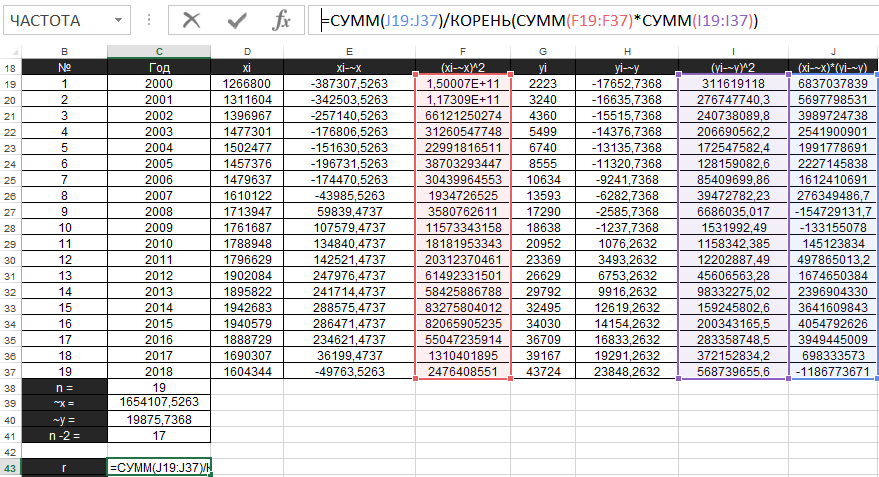 ЧАСТОТА =СУММ(J19:J37)/КОРЕНЬ(СУММ(F19:F37)*СУММ(I19:I37))
B C D E F G H I J
18 № Год xi xi-~x (xi-~x)^2 yi yi-~y (yi-~y)^2 (xi-~x)*(yi-~y)
19 1 2000 1266800 -387307,5263 1,50007E+11 2223 -17652,7368 311619118 6837037839
20 2 2001 1311604 -342503,5263 1,17309E+11 3240 -16635,7368 276747740,3 5697798531
21 3 2002 1396967 -257140,5263 66121250274 4360 -15515,7368 240738089,8 3989724738
22 4 2003 1477301 -176806,5263 31260547748 5499 -14376,7368 206690562,2 2541900901
23 5 2004 1502477 -151630,5263 22991816511 6740 -13135,7368 172547582,4 1991778691
24 6 2005 1457376 -196731,5263 38703293447 8555 -11320,7368 128159082,6 2227145838
25 7 2006 1479637 -174470,5263 30439964553 10634 -9241,7368 85409699,86 1612410691
26 8 2007 1610122 -43985,5263 1934726525 13593 -6282,7368 39472782,23 276349486,7
27 9 2008 1713947 59839,4737 3580762611 17290 -2585,7368 6686035,017 -154729131,7
28 10 2009 1761687 107579,4737 11573343158 18638 -1237,7368 1531992,49 -133155078
29 11 2010 1788948 134840,4737 18181953343 20952 1076,2632 1158342,385 145123834
30 12 2011 1796629 142521,4737 20312370461 23369 3493,2632 12202887,49 497865013,2
31 13 2012 1902084 247976,4737 61492331501 26629 6753,2632 45606563,28 1674650384
32 14 2013 1895822 241714,4737 58425886788 29792 9916,2632 98332275,02 2396904330
33 15 2014 1942683 288575,4737 83275804012 32495 12619,2632 159245802,6 3641609843
34 16 2015 1940579 286471,4737 82065905235 34030 14154,2632 200343165,5 4054792626
35 17 2016 1888729 234621,4737 55047235914 36709 16833,2632 283358748,5 3949445009
36 18 2017 1690307 36199,4737 1310401895 39167 19291,2632 372152834,2 698333573
37 19 2018 1604344 -49763,5263 2476408551 43724 23848,2632 568739655,6 -1186773671
38 n = 19
39 ~x = 1654107,5263
40 ~y = 19875,7368
41 n -2 = 17
42
43 r =СУММ(J19:J37)/К